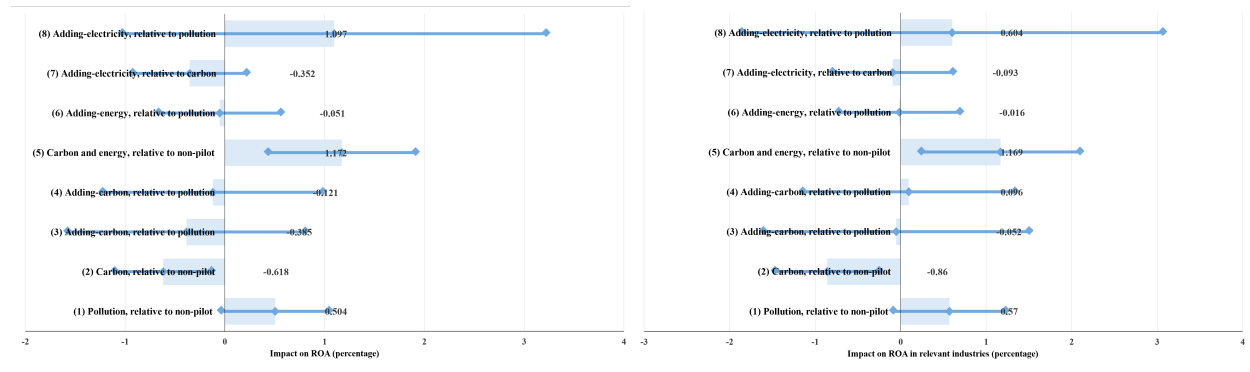 (8) Adding-electricity, relative to pollution 1.097
(7) Adding-electricity, relative to carbon -0.352
(6) Adding-energy, relative to pollution -0.051
(5) Carbon and energy, relative to non-pilot 1.172
(4) Adding-carbon, relative to pollution -0.121
(3) Adding-carbon, relative to pollution -0.385
(2) Carbon, relative to non-pilot -0.618
(1) Pollution, relative to non-pilot 0.504
-2 -1 0 1 2 3 4
Impact on ROA (percentage)
(8) Adding-electricity, relative to pollution 0.604
(7) Adding-electricity, relative to carbon -0.093
(6) Adding-energy, relative to pollution -0.016
(5) Carbon and energy, relative to non-pilot 1.169
(4) Adding-carbon, relative to pollution 0.096
(3) Adding-carbon, relative to pollution -0.052
(2) Carbon, relative to non-pilot -0.86
(1) Pollution, relative to non-pilot 0.57
-3 -2 -1 0 1 2 3 4
Impact on ROA in relevant industries (percentage)